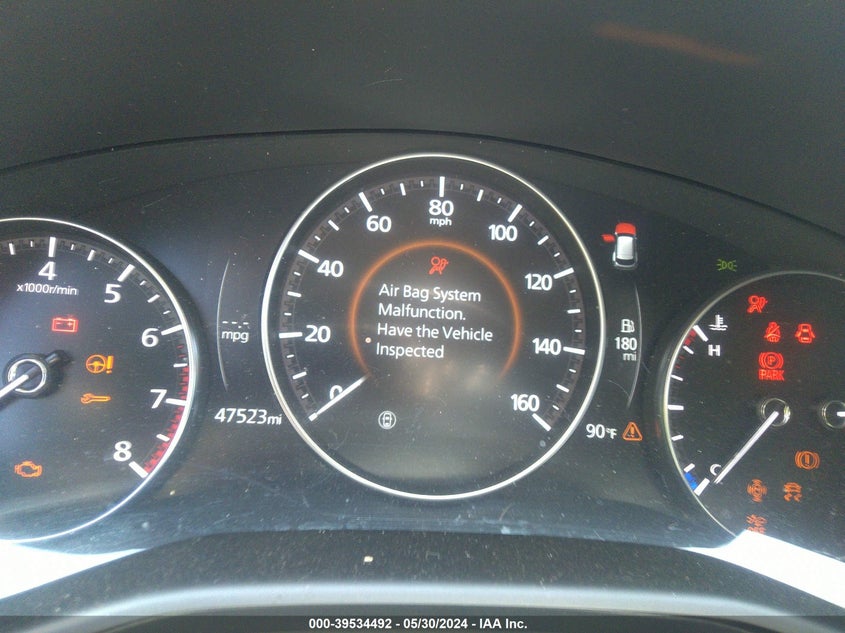 80
mph
60
100
40
120
20
140
0
160
Air Bag System
Malfunction.
Have the Vehicle
Inspected
4
x1000r/min
5
6
7
8
--.-
mpg
47523mi
180
mi
90°F
H
C
PARK
000-39534492 - 05/30/2024 - IAA Inc.